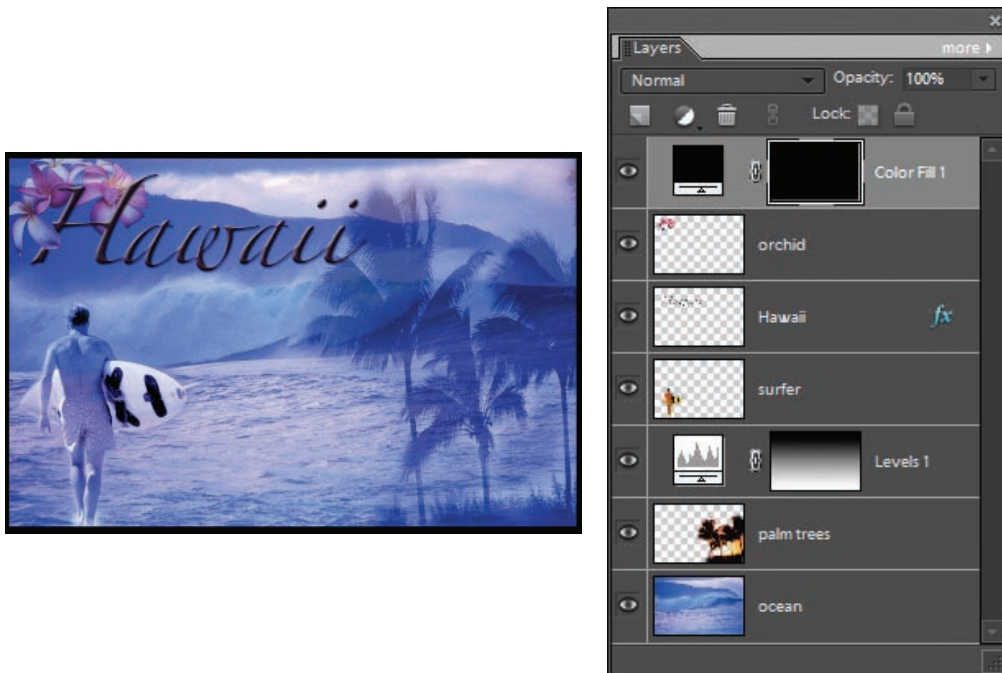 Hawaii
Layers more
Normal Opacity: 100%
Lock:
Color Fill 1
orchid
Hawaii fx
surfer
Levels 1
palm trees
ocean